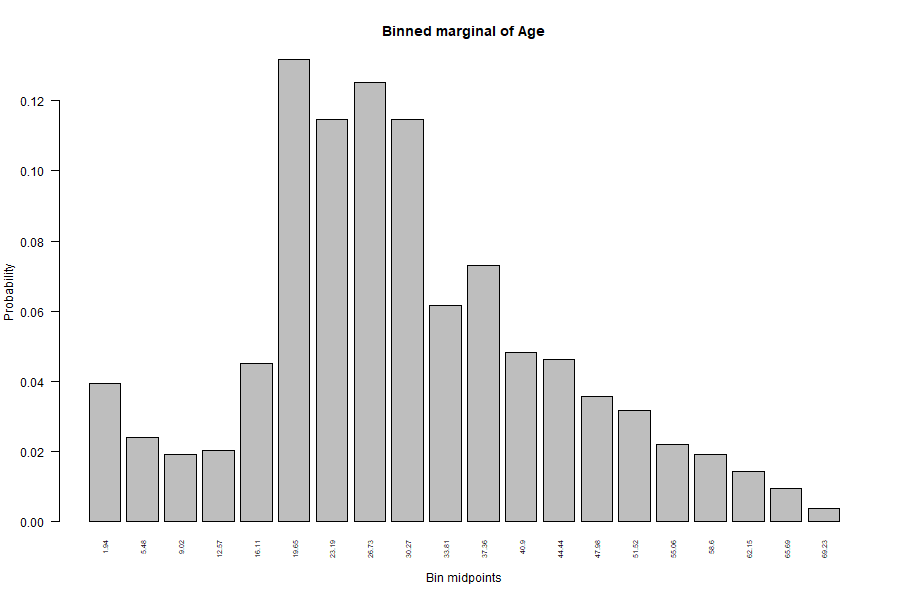 Binned marginal of Age
Probability
0.12
0.10
0.08
0.06
0.04
0.02
0.00
1.94 5.48 9.02 12.57 16.11 19.65 23.19 26.73 30.27 33.81 37.36 40.9 44.44 47.98 51.52 55.06 58.6 62.15 65.69 69.23
Bin midpoints